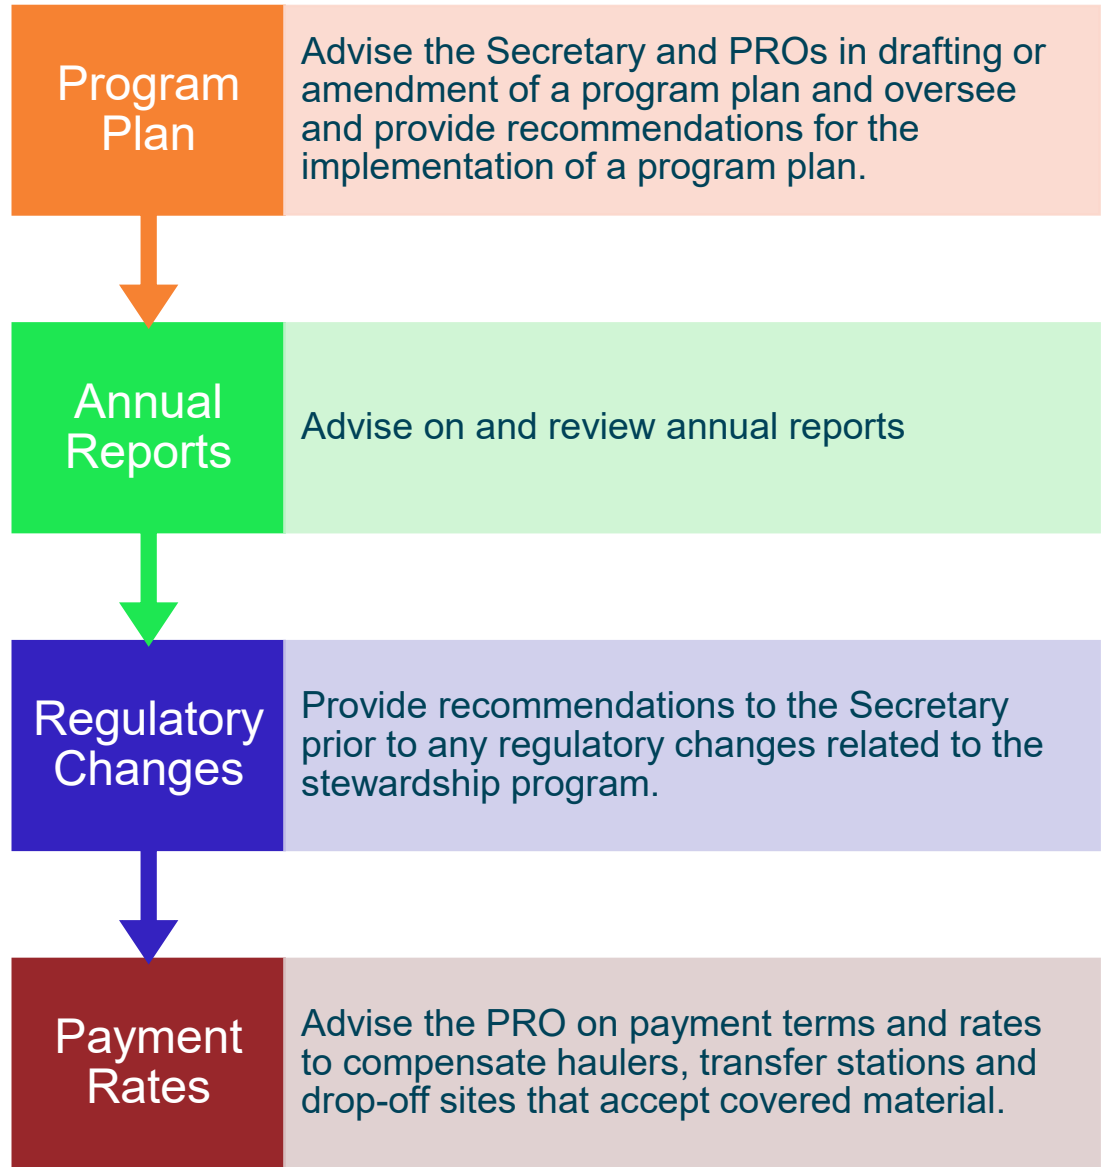 Program
Plan
Advise the Secretary and PROs in drafting or
amendment of a program plan and oversee
and provide recommendations for the
implementation of a program plan.
Annual
Reports
Advise on and review annual reports
Regulatory
Changes
Provide recommendations to the Secretary
prior to any regulatory changes related to the
stewardship program.
Payment
Rates
Advise the PRO on payment terms and rates
to compensate haulers, transfer stations and
drop-off sites that accept covered material.